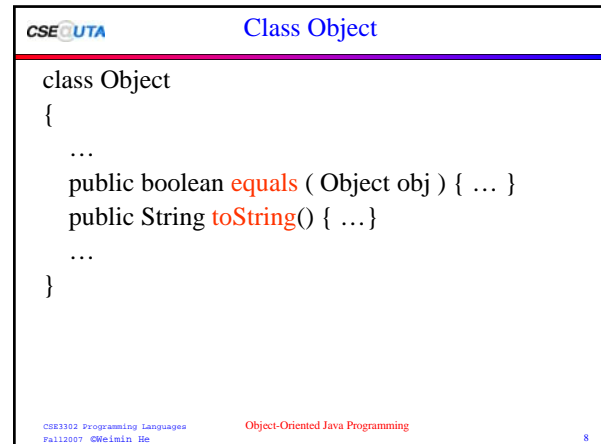 CSE@UTA
Class Object
class Object
{
…
public boolean equals ( Object obj ) { … }
public String toString() { …}
…
}
CSE3302 Programming Languages
Fall2007 ©Weimin He
Object-Oriented Java Programming
8